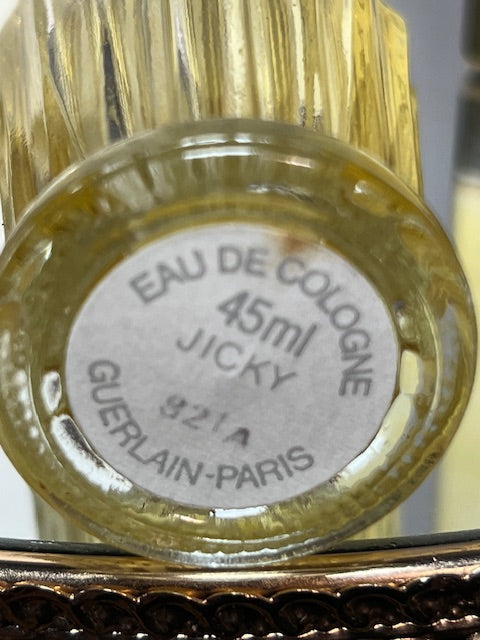 EAU DE COLOGNE
45ml
JICKY
821A
GUERLAIN-PARIS